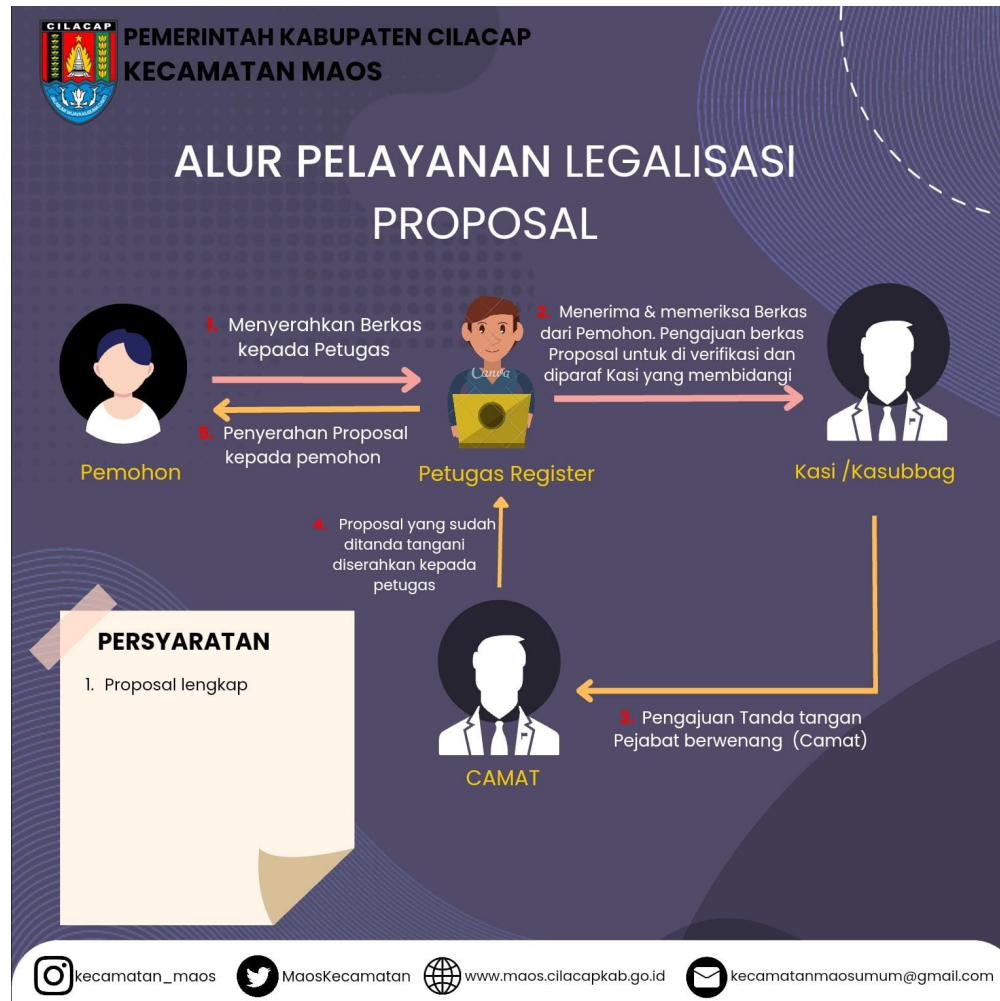 CILACAP
PEMERINTAH KABUPATEN CILACAP
KECAMATAN MAOS
ALUR PELAYANAN LEGALISASI
PROPOSAL
1. Menyerahkan Berkas
kepada Petugas
2. Menerima & memeriksa Berkas
dari Pemohon. Pengajuan berkas
Proposal untuk di verifikasi dan
diparaf Kasi yang membidangi
Canva
5. Penyerahan Proposal
kepada pemohon
Pemohon
Petugas Register
Kasi /Kasubbag
4. Proposal yang sudah
ditanda tangani
diserahkan kepada
petugas
3. Pengajuan Tanda tangan
Pejabat berwenang (Camat)
CAMAT
PERSYARATAN
1. Proposal lengkap
kecamatan_maos
MaosKecamatan
www.maos.cilacapkab.go.id
kecamatanmaosumum@gmail.com